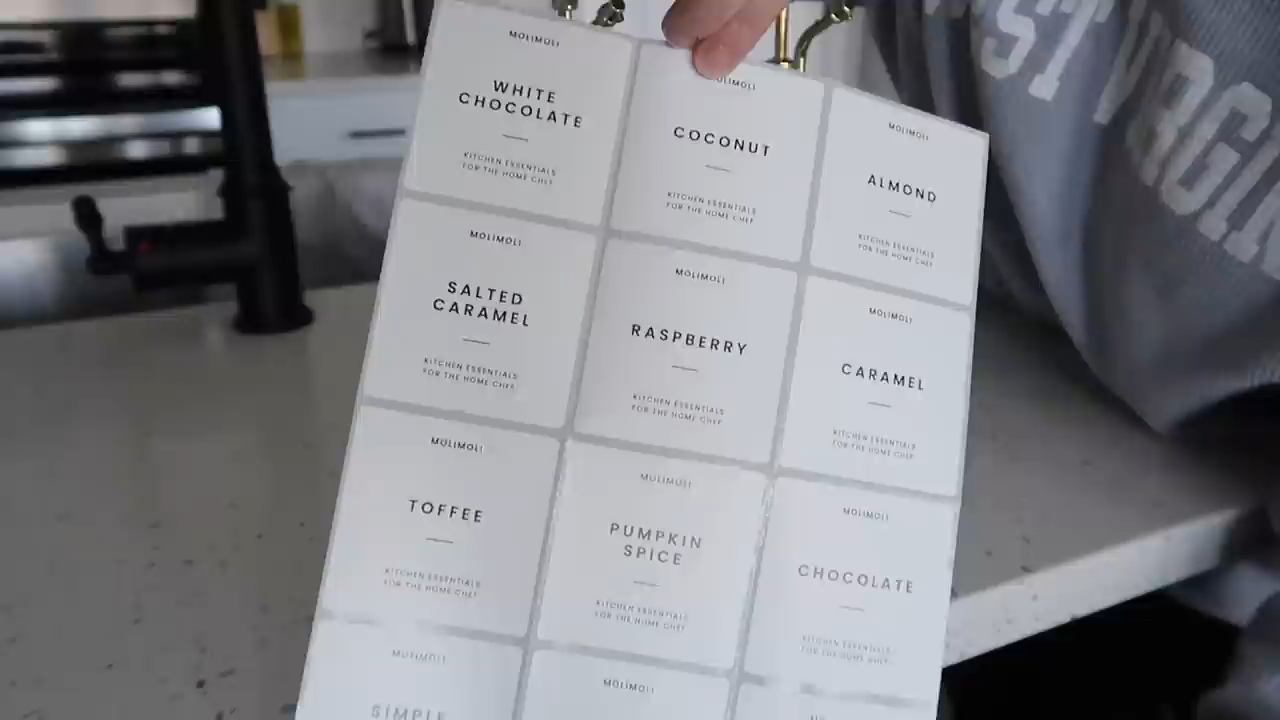 MOLIMOLI
WHITE
CHOCOLATE
KITCHEN ESSENTIALS
FOR THE HOME CHEF
MOLIMOLI
COCONUT
KITCHEN ESSENTIALS
FOR THE HOME CHEF
MOLIMOLI
ALMOND
KITCHEN ESSENTIALS
FOR THE HOME CHEF
MOLIMOLI
SALTED
CARAMEL
KITCHEN ESSENTIALS
FOR THE HOME CHEF
MOLIMOLI
RASPBERRY
KITCHEN ESSENTIALS
FOR THE HOME CHEF
MOLIMOLI
CARAMEL
KITCHEN ESSENTIALS
FOR THE HOME CHEF
MOLIMOLI
TOFFEE
KITCHEN ESSENTIALS
FOR THE HOME CHEF
MOLIMOLI
PUMPKIN
SPICE
KITCHEN ESSENTIALS
FOR THE HOME CHEF
MOLIMOLI
CHOCOLATE
KITCHEN ESSENTIALS
FOR THE HOME CHEF
MOLIMOLI
SIMPLE
MOLIMOLI